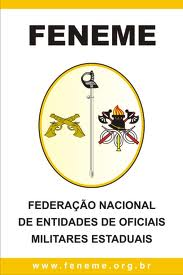 FENEME
FEDERAÇÃO NACIONAL
DE ENTIDADES DE OFICIAIS
MILITARES ESTADUAIS
www.feneme.org.br